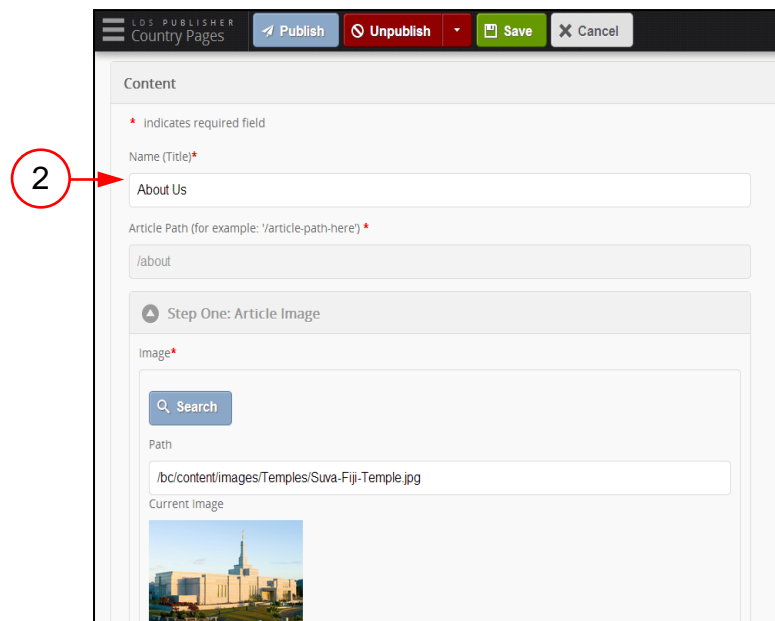 LDS PUBLISHER
Country Pages
Publish
Unpublish
Save
Cancel
Content
* indicates required field
Name (Title)*
2
About Us
Article Path (for example: '/article-path-here') *
/about
Step One: Article Image
Image*
Search
Path
/bc/content/images/Temples/Suva-Fiji-Temple.jpg
Current Image